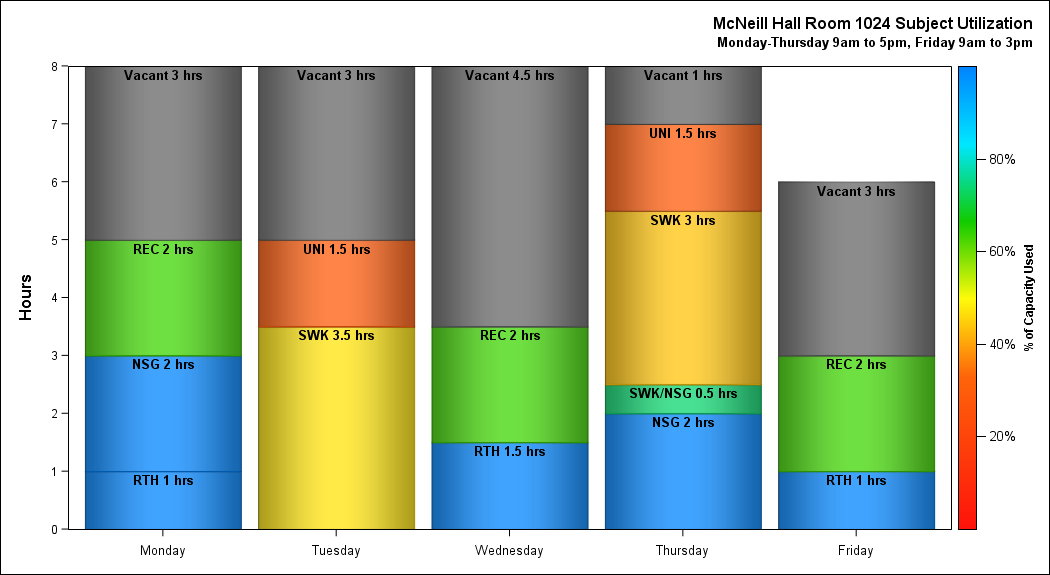 McNeill Hall Room 1024 Subject Utilization
Monday-Thursday 9am to 5pm, Friday 9am to 3pm
Hours
8
7
6
5
4
3
2
1
0
Vacant 3 hrs
REC 2 hrs
NSG 2 hrs
RTH 1 hrs
Vacant 3 hrs
UNI 1.5 hrs
SWK 3.5 hrs
Vacant 4.5 hrs
REC 2 hrs
RTH 1.5 hrs
Vacant 1 hrs
UNI 1.5 hrs
SWK 3 hrs
SWK/NSG 0.5 hrs
NSG 2 hrs
Vacant 3 hrs
REC 2 hrs
RTH 1 hrs
Monday
Tuesday
Wednesday
Thursday
Friday
80%
60%
40%
20%
% of Capacity Used